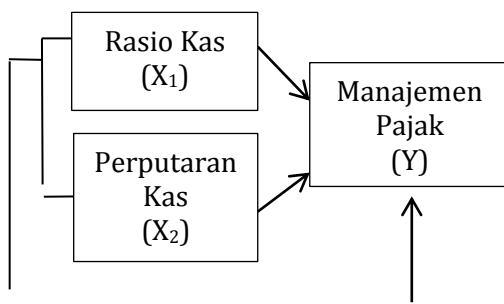 Rasio Kas
(X₁)
Manajemen
Pajak
(Y)
Perputaran
Kas
(X₂)